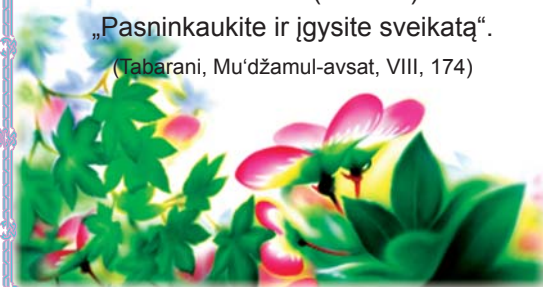 „Pasninkaukite ir įgysite sveikatą“.
(Tabarani, Mu‘džamul-avsat, VIII, 174)